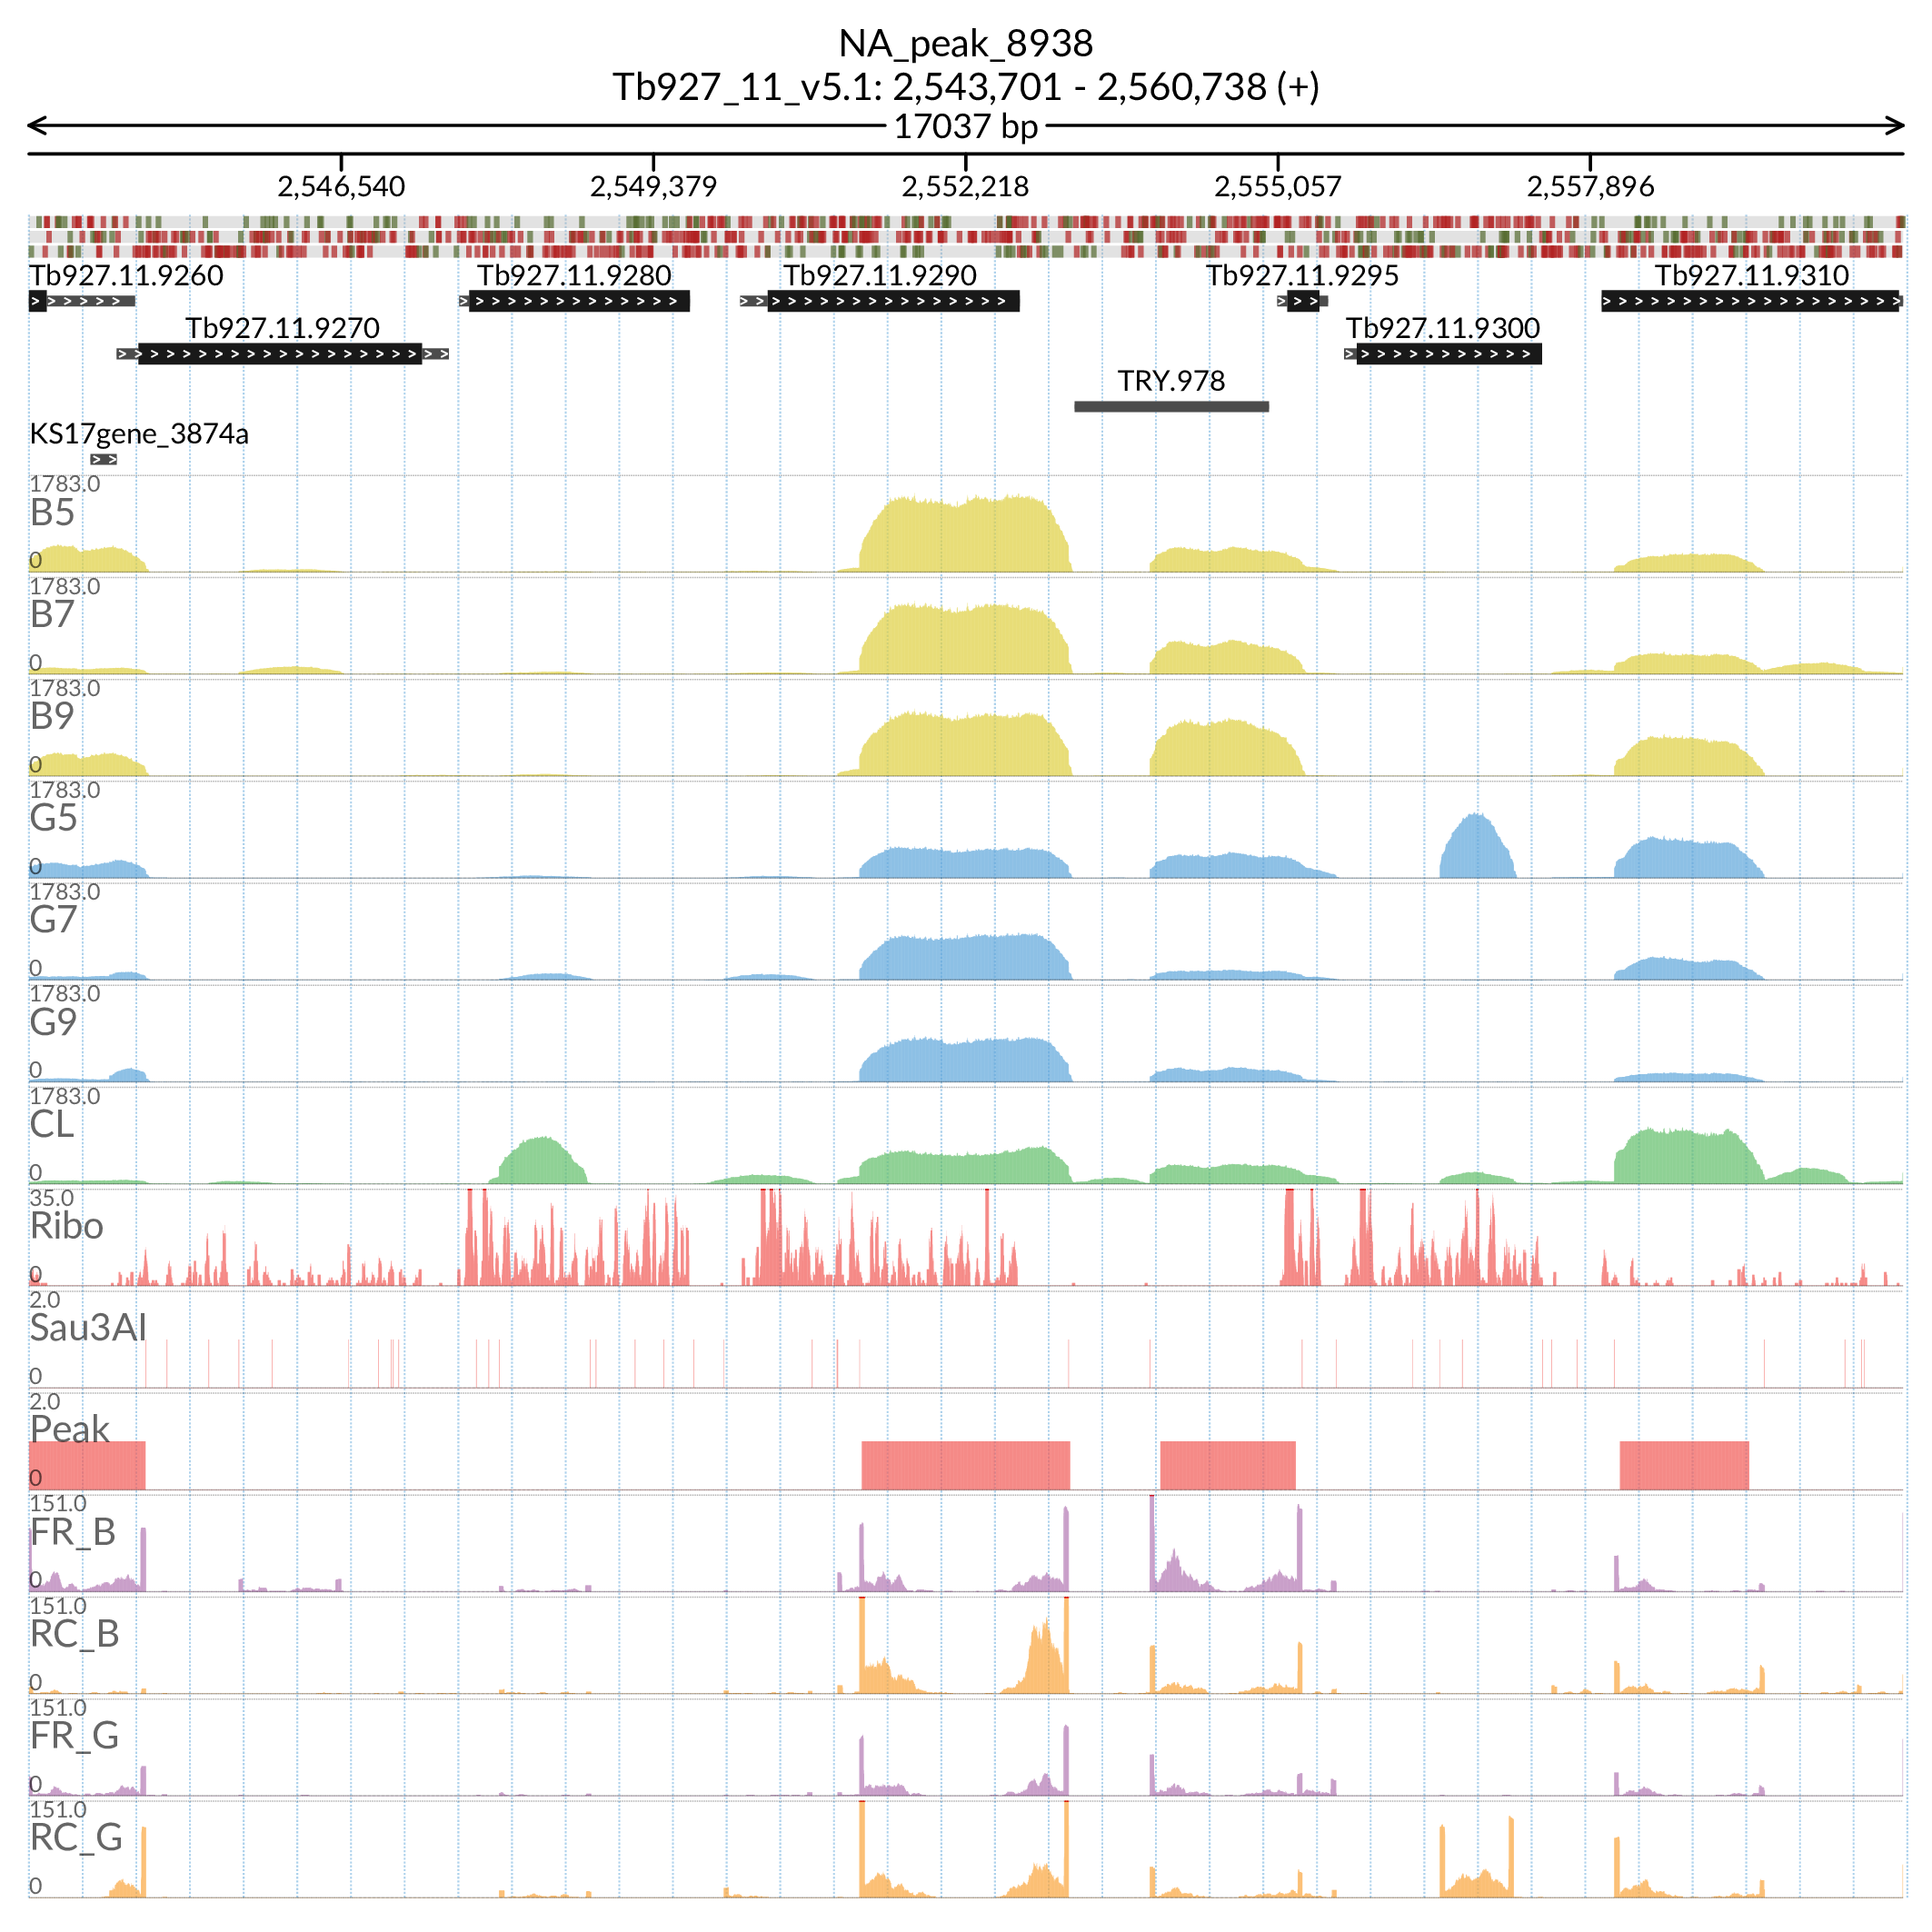 NA_peak_8938
Tb927_11_v5.1: 2,543,701 - 2,560,738 (+)
17037 bp
2,546,540 2,549,379 2,552,218 2,555,057 2,557,896
Tb927.11.9260 Tb927.11.9280 Tb927.11.9290 Tb927.11.9295 Tb927.11.9310
Tb927.11.9270 Tb927.11.9300
TRY.978
KS17gene_3874a
1783.0
B5
0
1783.0
B7
0
1783.0
B9
0
1783.0
G5
0
1783.0
G7
0
1783.0
G9
0
1783.0
CL
0
35.0
Ribo
0
2.0
Sau3AI
0
2.0
Peak
0
151.0
FR_B
0
151.0
RC_B
0
151.0
FR_G
0
151.0
RC_G
0